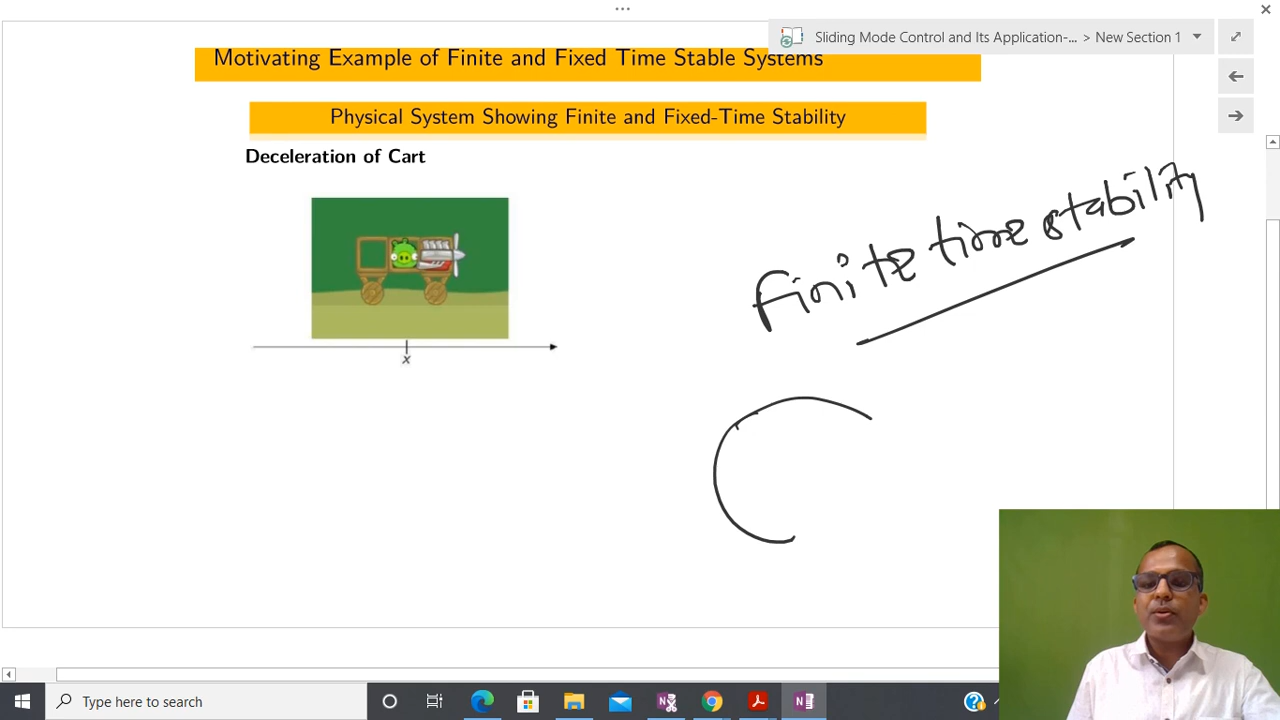 Sliding Mode Control and Its Application-... > New Section 1
Motivating Example of Finite and Fixed Time Stable Systems
Physical System Showing Finite and Fixed-Time Stability
Deceleration of Cart
x
Finite time stability
Type here to search